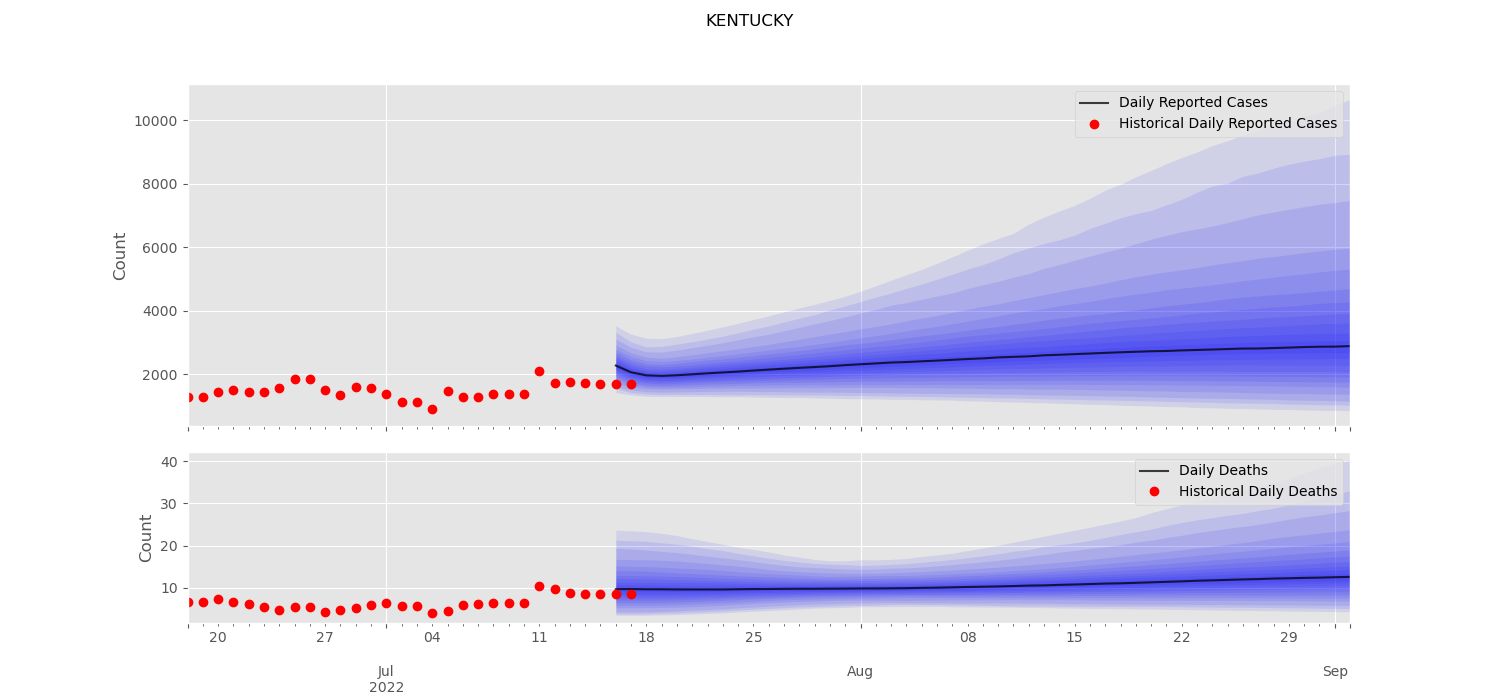 KENTUCKY
Daily Reported Cases
Historical Daily Reported Cases
Count
10000
8000
6000
4000
2000
Daily Deaths
Historical Daily Deaths
Count
40
30
20
10
20 27 04 11 18 25 08 15 22 29
Jul Aug Sep
2022